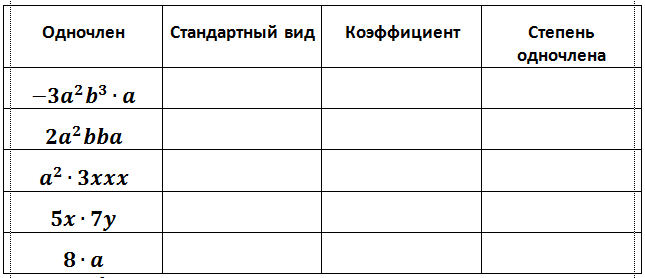 Одночлен Стандартный вид Коэффициент Степень
одночлена
−3a²b³ · a
2a²bba
a² · 3xxx
5x · 7y
8 · a